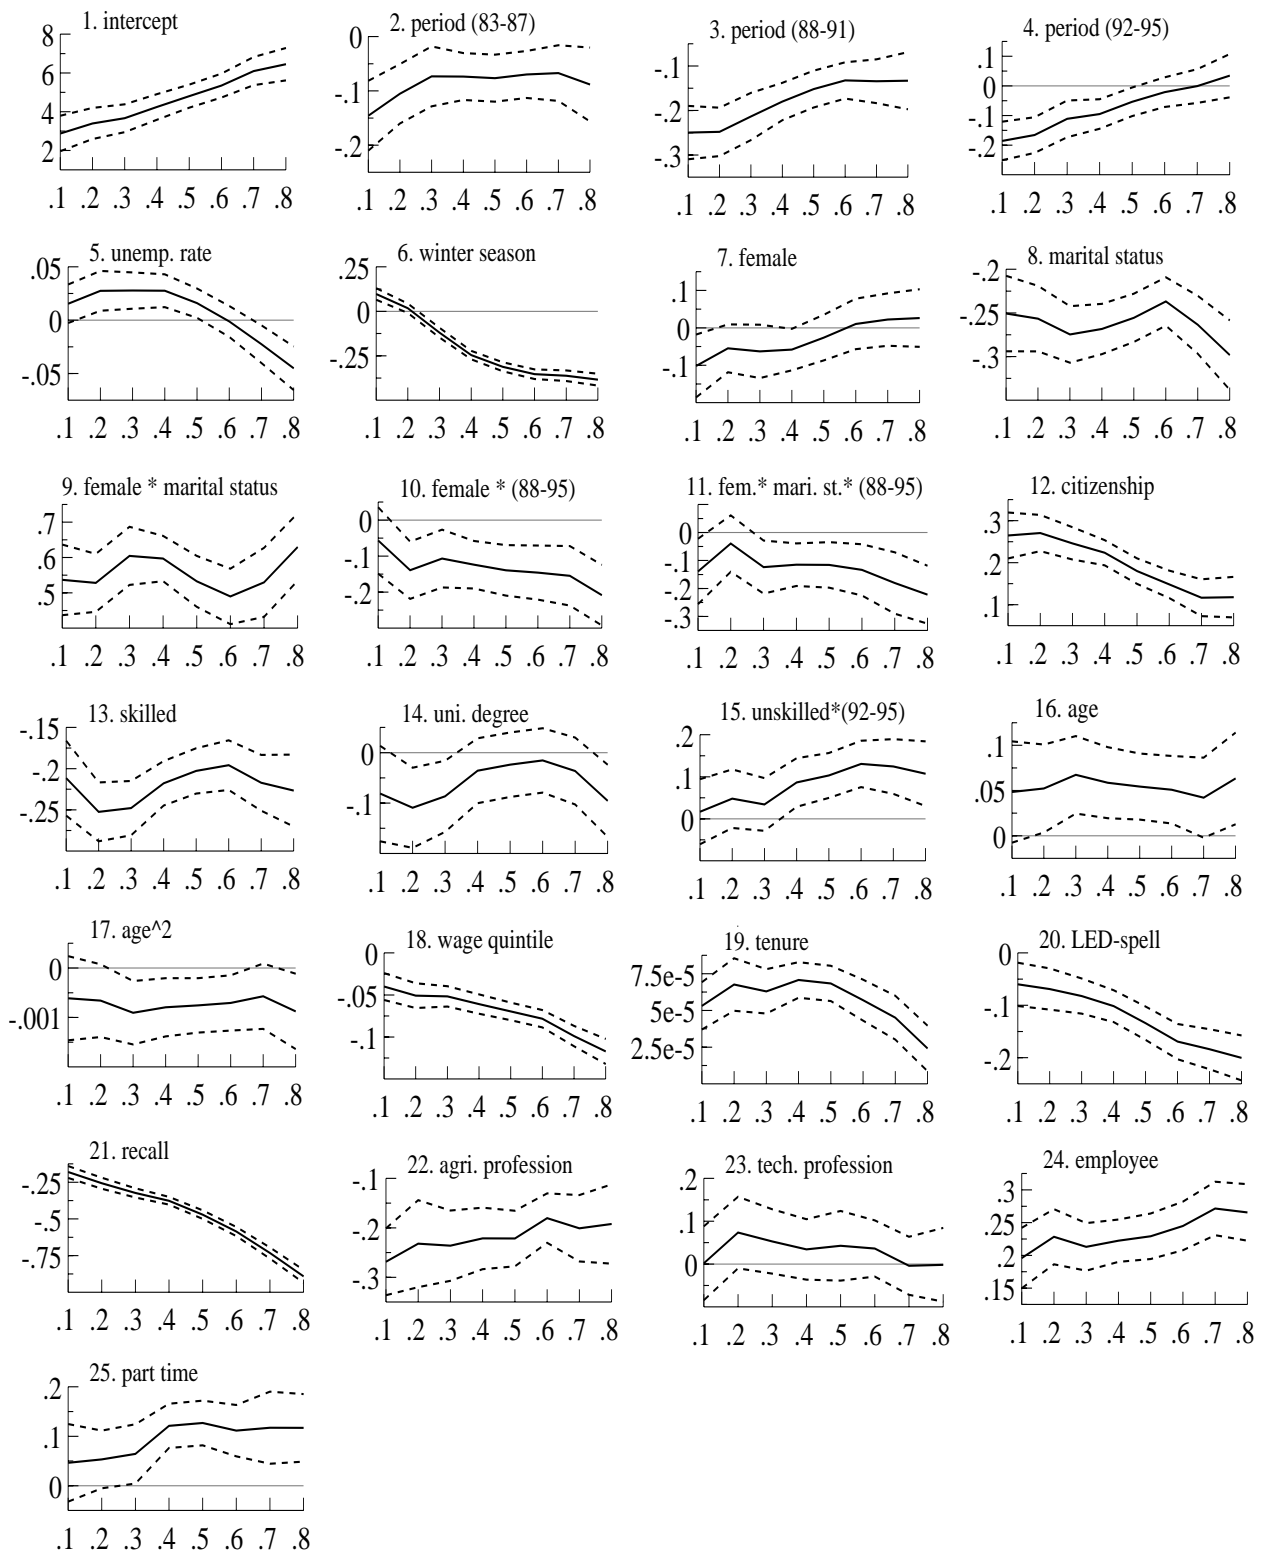 1. intercept
8
6
4
2
.1 .2 .3 .4 .5 .6 .7 .8
2. period (83-87)
0
-.1
-.2
.1 .2 .3 .4 .5 .6 .7 .8
3. period (88-91)
-.1
-.2
-.3
.1 .2 .3 .4 .5 .6 .7 .8
4. period (92-95)
.1
0
-.1
-.2
.1 .2 .3 .4 .5 .6 .7 .8
5. unemp. rate
.05
0
-.05
.1 .2 .3 .4 .5 .6 .7 .8
6. winter season
.25
0
-.25
.1 .2 .3 .4 .5 .6 .7 .8
7. female
.1
0
-.1
.1 .2 .3 .4 .5 .6 .7 .8
8. marital status
-.2
-.25
-.3
.1 .2 .3 .4 .5 .6 .7 .8
9. female * marital status
.7
.6
.5
.1 .2 .3 .4 .5 .6 .7 .8
10. female * (88-95)
0
-.1
-.2
.1 .2 .3 .4 .5 .6 .7 .8
11. fem.* mari. st.* (88-95)
0
-.1
-.2
-.3
.1 .2 .3 .4 .5 .6 .7 .8
12. citizenship
.3
.2
.1
.1 .2 .3 .4 .5 .6 .7 .8
13. skilled
-.15
-.2
-.25
.1 .2 .3 .4 .5 .6 .7 .8
14. uni. degree
0
-.1
.1 .2 .3 .4 .5 .6 .7 .8
15. unskilled*(92-95)
.2
.1
0
.1 .2 .3 .4 .5 .6 .7 .8
16. age
.1
.05
0
.1 .2 .3 .4 .5 .6 .7 .8
17. age^2
0
-.001
.1 .2 .3 .4 .5 .6 .7 .8
18. wage quintile
0
-.05
-.1
.1 .2 .3 .4 .5 .6 .7 .8
19. tenure
7.5e-5
5e-5
2.5e-5
.1 .2 .3 .4 .5 .6 .7 .8
20. LED-spell
0
-.1
-.2
.1 .2 .3 .4 .5 .6 .7 .8
21. recall
-.25
-.5
-.75
.1 .2 .3 .4 .5 .6 .7 .8
22. agri. profession
-.1
-.2
-.3
.1 .2 .3 .4 .5 .6 .7 .8
23. tech. profession
.2
.1
0
.1 .2 .3 .4 .5 .6 .7 .8
24. employee
.3
.25
.2
.15
.1 .2 .3 .4 .5 .6 .7 .8
25. part time
.2
.1
0
.1 .2 .3 .4 .5 .6 .7 .8